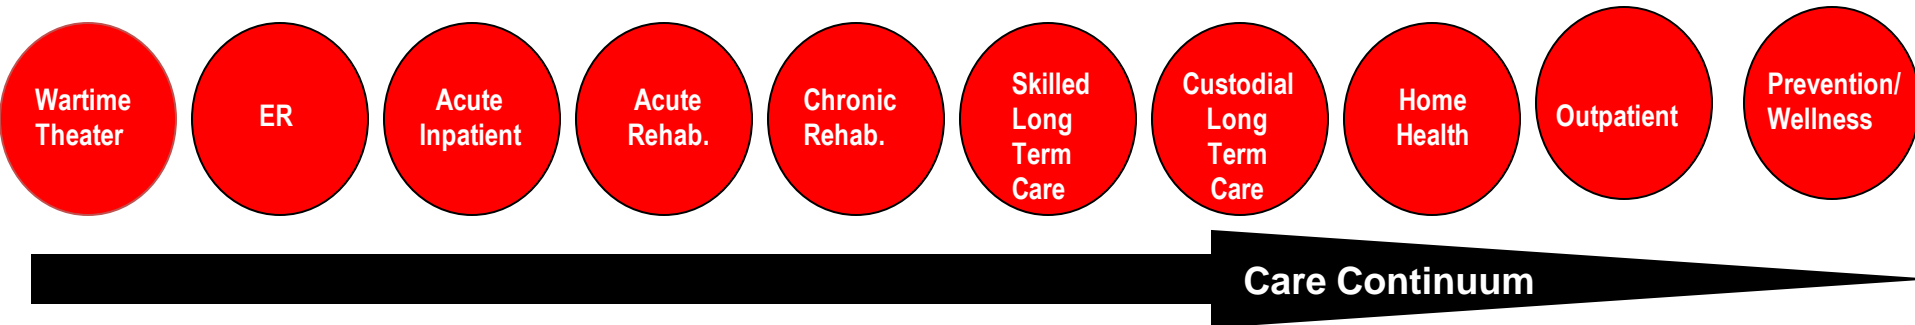 Wartime
Theater
ER
Acute
Inpatient
Acute
Rehab.
Chronic
Rehab.
Skilled
Long
Term
Care
Custodial
Long
Term
Care
Home
Health
Outpatient
Prevention/
Wellness
Care Continuum